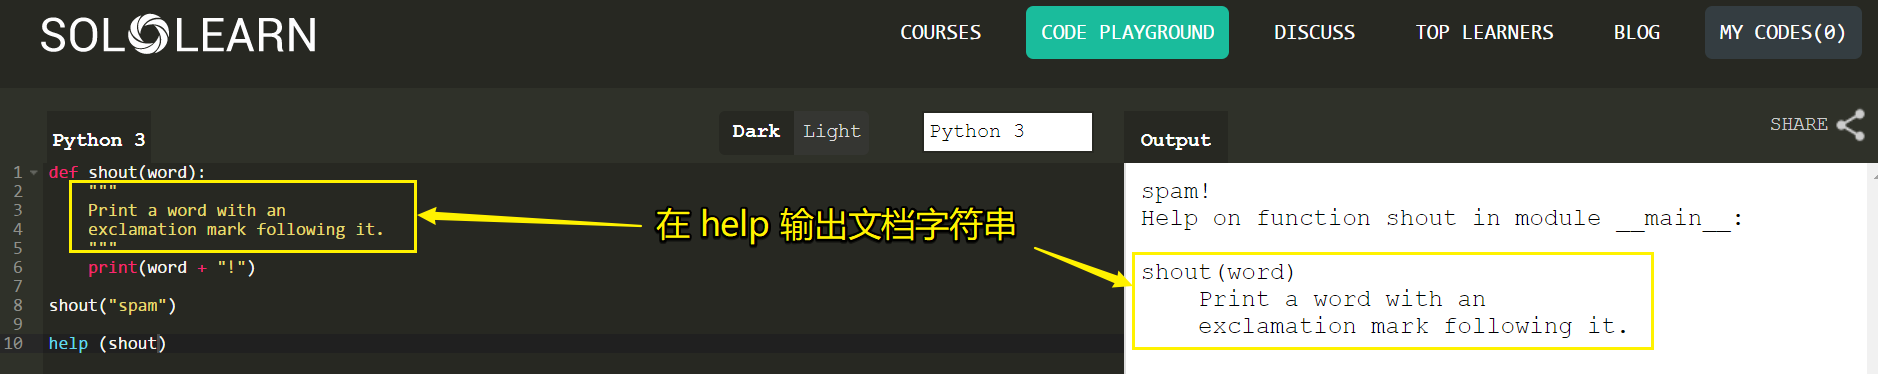 SOLOLEARN
COURSES
CODE PLAYGROUND
DISCUSS
TOP LEARNERS
BLOG
MY CODES(0)
Python 3
Dark
Light
Python 3
Output
SHARE
1 def shout(word):
2     """
3     Print a word with an
4     exclamation mark following it.
5     """
6     print(word + "!")
7
8 shout("spam")
9
10 help (shout)
在 help 输出文档字符串
spam!
Help on function shout in module __main__:
shout(word)
    Print a word with an
    exclamation mark following it.